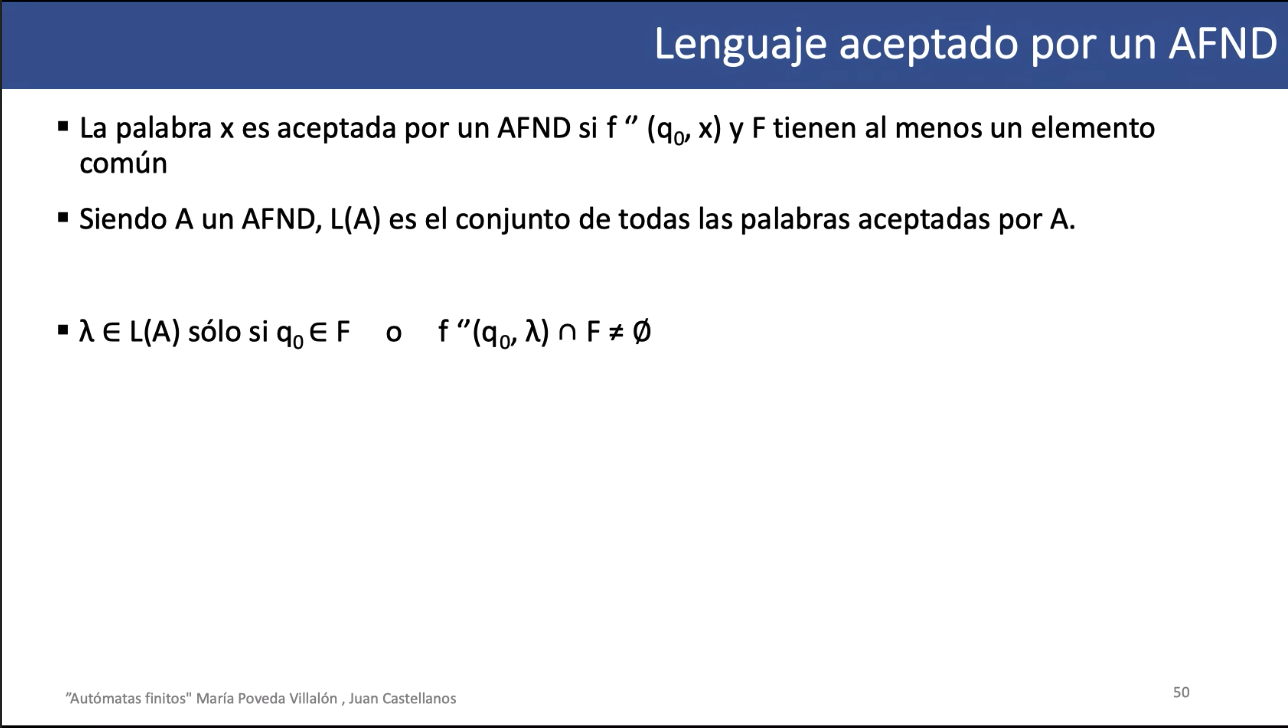 Lenguaje aceptado por un AFND
▪ La palabra x es aceptada por un AFND si f ‘’ (q₀, x) y F tienen al menos un elemento
común
▪ Siendo A un AFND, L(A) es el conjunto de todas las palabras aceptadas por A.
▪ λ ∈ L(A) sólo si q₀ ∈ F o f ‘’(q₀, λ) ∩ F ≠ Ø
”Autómatas finitos" María Poveda Villalón , Juan Castellanos
50